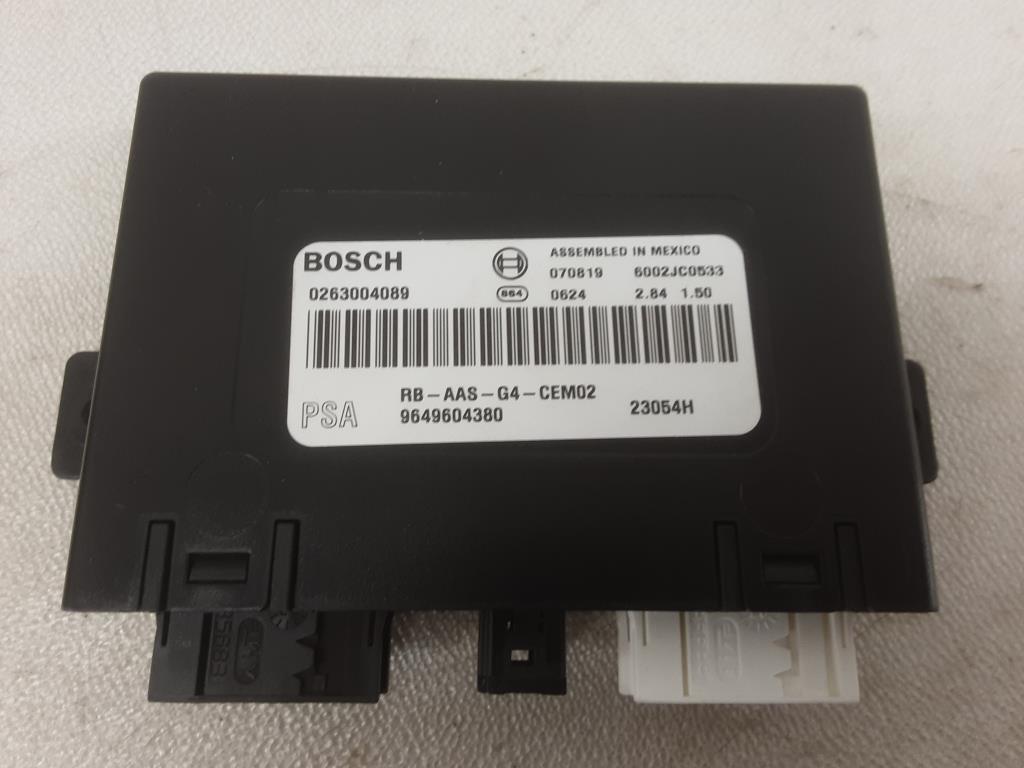 BOSCH
ASSEMBLED IN MEXICO
070819 6002JC0533
0263004089
864 0624 2.84 1.50
RB-AAS-G4-CEM02
PSA 9649604380 23054H